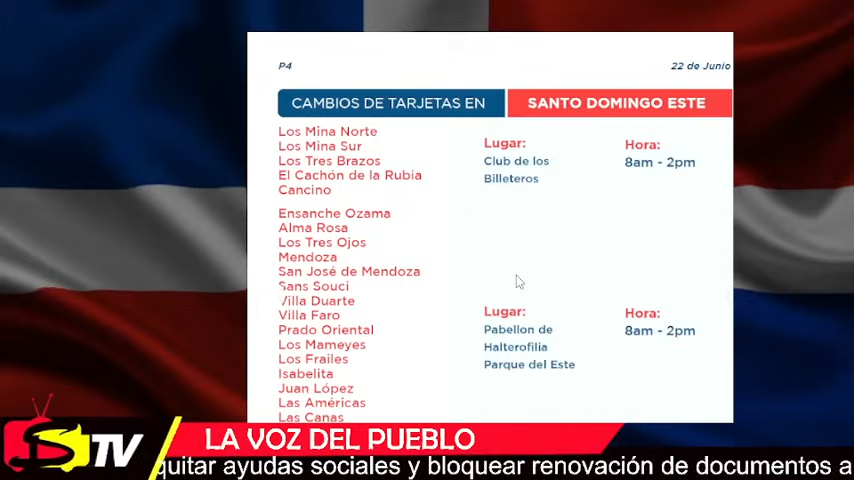 P4
22 de Junio
CAMBIOS DE TARJETAS EN
SANTO DOMINGO ESTE
Los Mina Norte
Los Mina Sur
Los Tres Brazos
El Cachón de la Rubia
Cancino
Lugar:
Club de los
Billeteros
Hora:
8am - 2pm
Ensanche Ozama
Alma Rosa
Los Tres Ojos
Mendoza
San José de Mendoza
Sans Souci
Villa Duarte
Villa Faro
Prado Oriental
Los Mameyes
Los Frailes
Isabelita
Juan López
Las Américas
Las Canas
Lugar:
Pabellon de
Halterofilia
Parque del Este
Hora:
8am - 2pm
STV
LA VOZ DEL PUEBLO
quitar ayudas sociales y bloquear renovación de documentos a